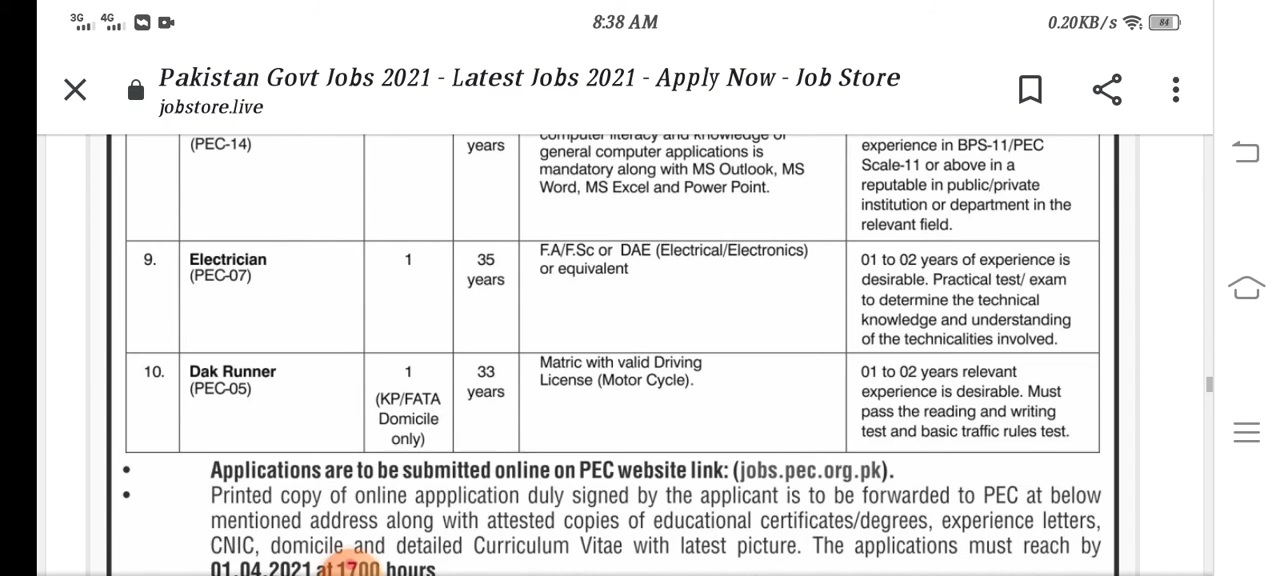 3G 4G 8:38 AM 0.20KB/s 84
Pakistan Govt Jobs 2021 - Latest Jobs 2021 - Apply Now - Job Store
jobstore.live
(PEC-14)
years
computer literacy and knowledge of
general computer applications is
mandatory along with MS Outlook, MS
Word, MS Excel and Power Point.
experience in BPS-11/PEC
Scale-11 or above in a
reputable in public/private
institution or department in the
relevant field.
9.
Electrician
(PEC-07)
1
35
years
F.A/F.Sc or DAE (Electrical/Electronics)
or equivalent
01 to 02 years of experience is
desirable. Practical test/ exam
to determine the technical
knowledge and understanding
of the technicalities involved.
10.
Dak Runner
(PEC-05)
1
(KP/FATA
Domicile
only)
33
years
Matric with valid Driving
License (Motor Cycle).
01 to 02 years relevant
experience is desirable. Must
pass the reading and writing
test and basic traffic rules test.
• Applications are to be submitted online on PEC website link: (jobs.pec.org.pk).
• Printed copy of online appplication duly signed by the applicant is to be forwarded to PEC at below
mentioned address along with attested copies of educational certificates/degrees, experience letters,
CNIC, domicile and detailed Curriculum Vitae with latest picture. The applications must reach by
01.04.2021 at 1700 hours